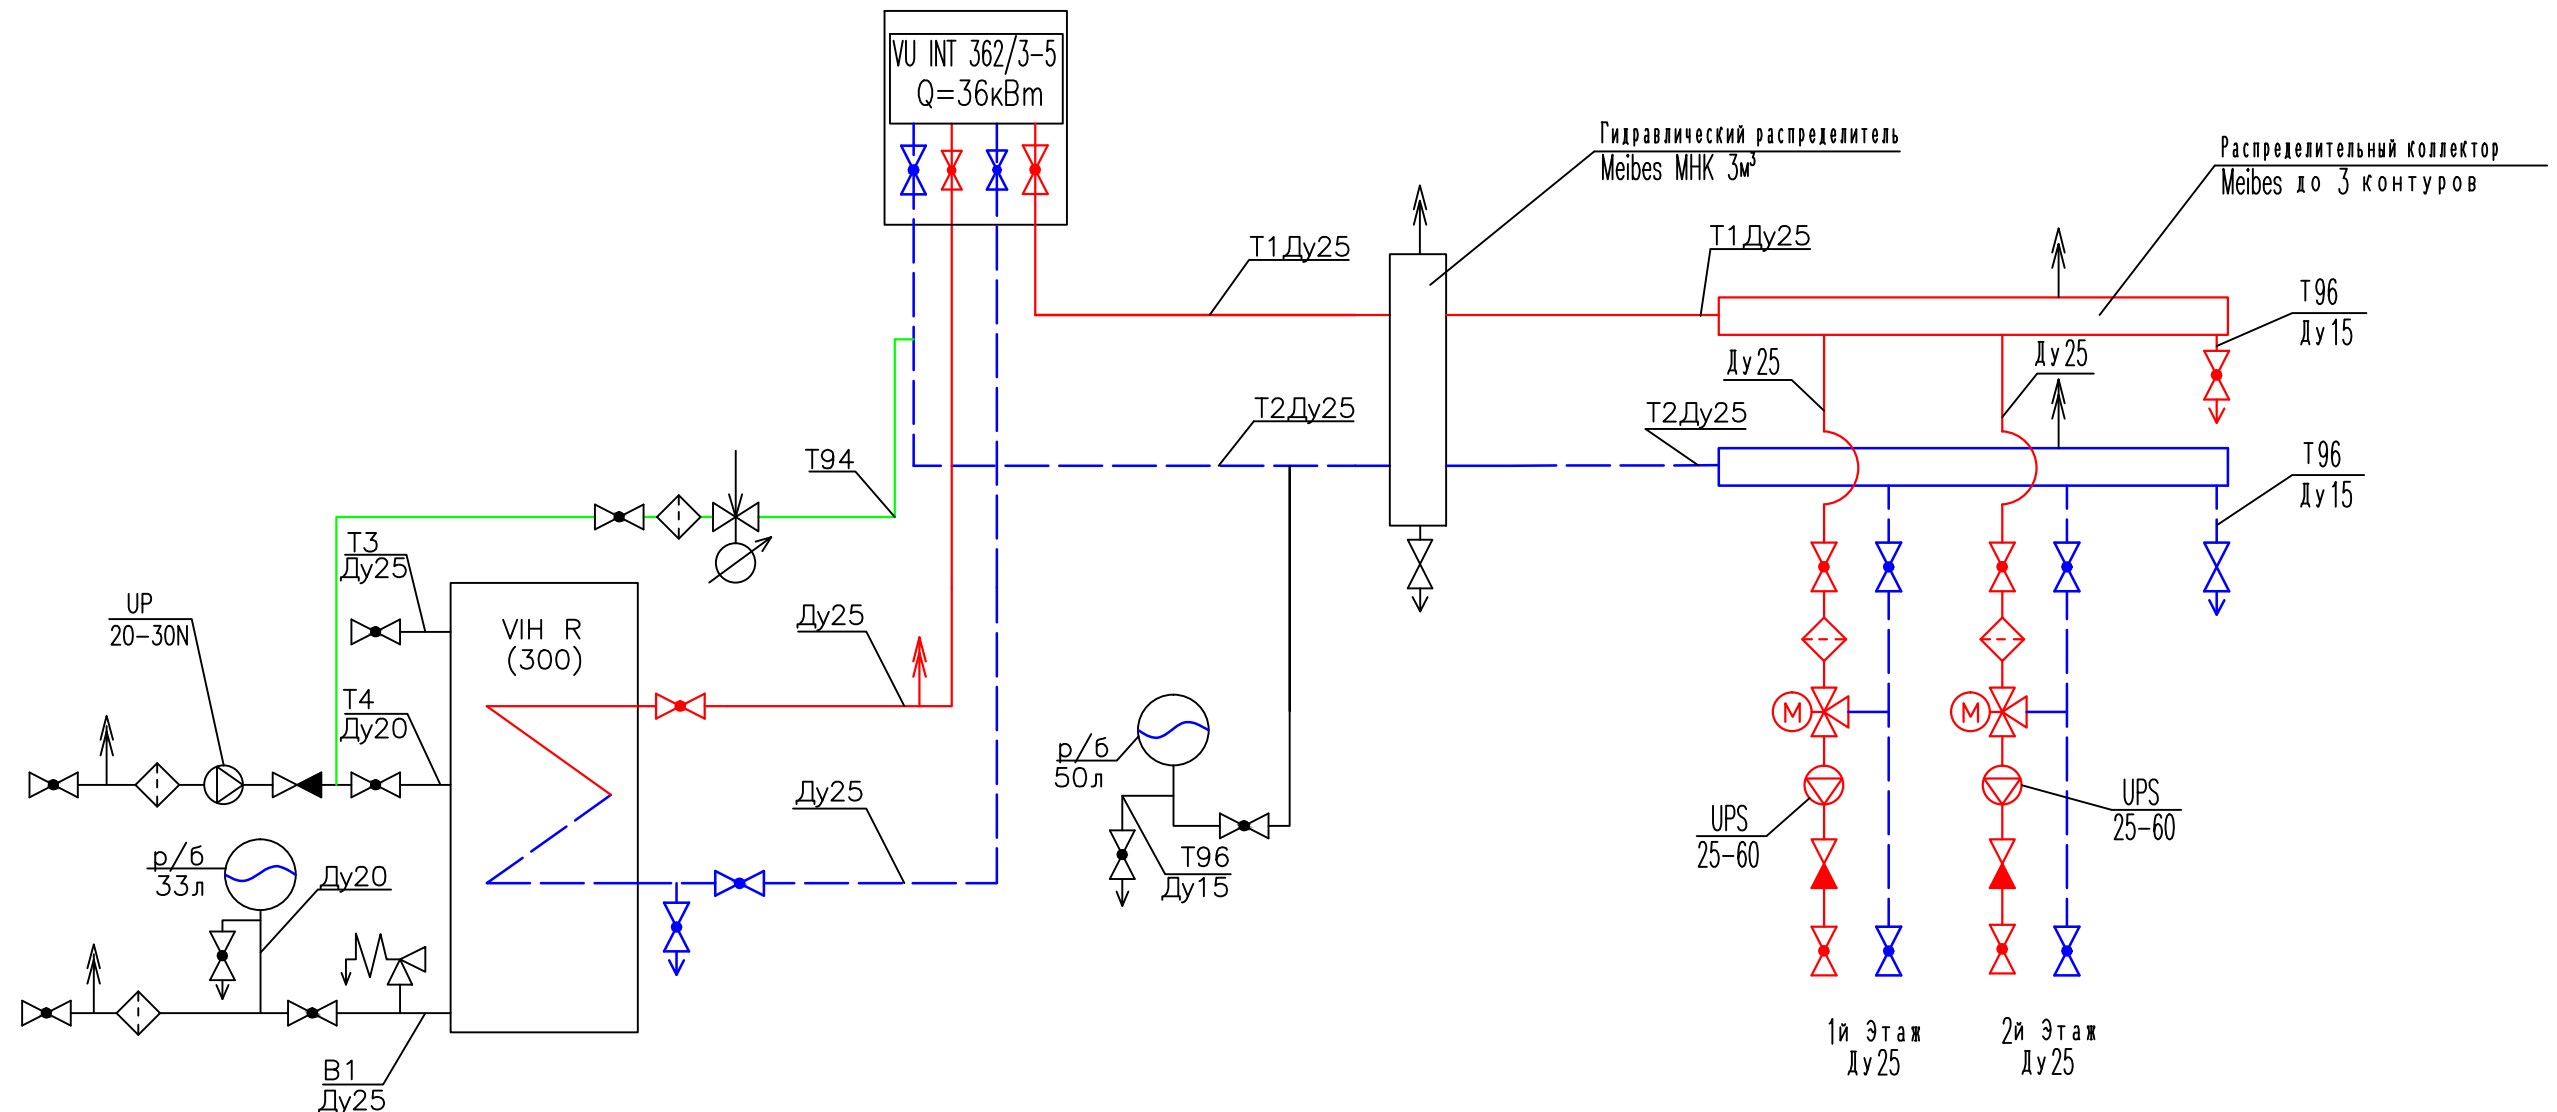 VU INT 362/3-5
Q=36кВт
Гидравлический распределитель
Meibes МНК 3м³
Распределительный коллектор
Meibes до 3 контуров
Т1Ду25
Т1Ду25
Т96
Ду15
Ду25
Ду25
Т2Ду25
Т2Ду25
Т96
Ду15
Т94
Т3
Ду25
UP
20-30N
VIH R
(300)
Ду25
Т4
Ду20
р/б
50л
Ду25
UPS
25-60
UPS
25-60
р/б
33л
Ду20
Т96
Ду15
1й Этаж
Ду25
2й Этаж
Ду25
В1
Ду25
М
М